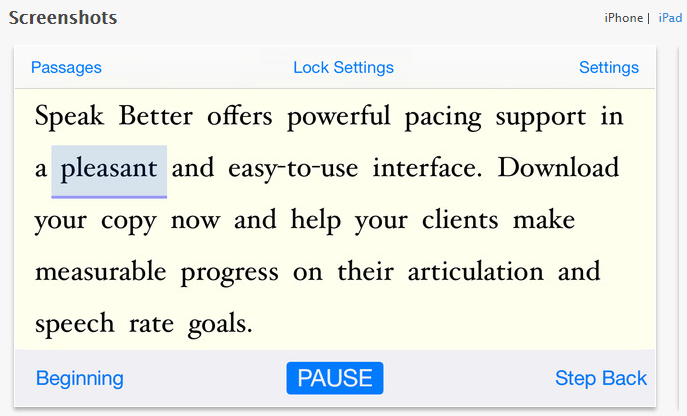 Screenshots iPhone | iPad
Passages Lock Settings Settings
Speak Better offers powerful pacing support in
a pleasant and easy-to-use interface. Download
your copy now and help your clients make
measurable progress on their articulation and
speech rate goals.
Beginning PAUSE Step Back